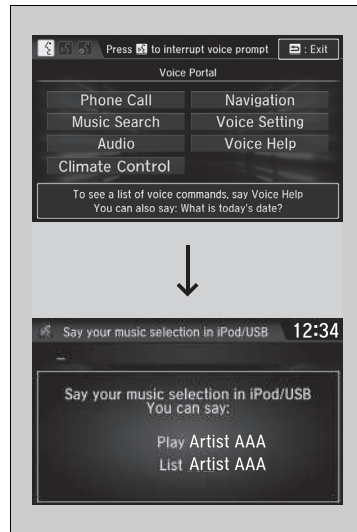 Press to interrupt voice prompt : Exit
Voice Portal
Phone Call Navigation
Music Search Voice Setting
Audio Voice Help
Climate Control
To see a list of voice commands, say Voice Help
You can also say: What is today's date?
Say your music selection in iPod/USB 12:34
Say your music selection in iPod/USB
You can say:
Play Artist AAA
List Artist AAA